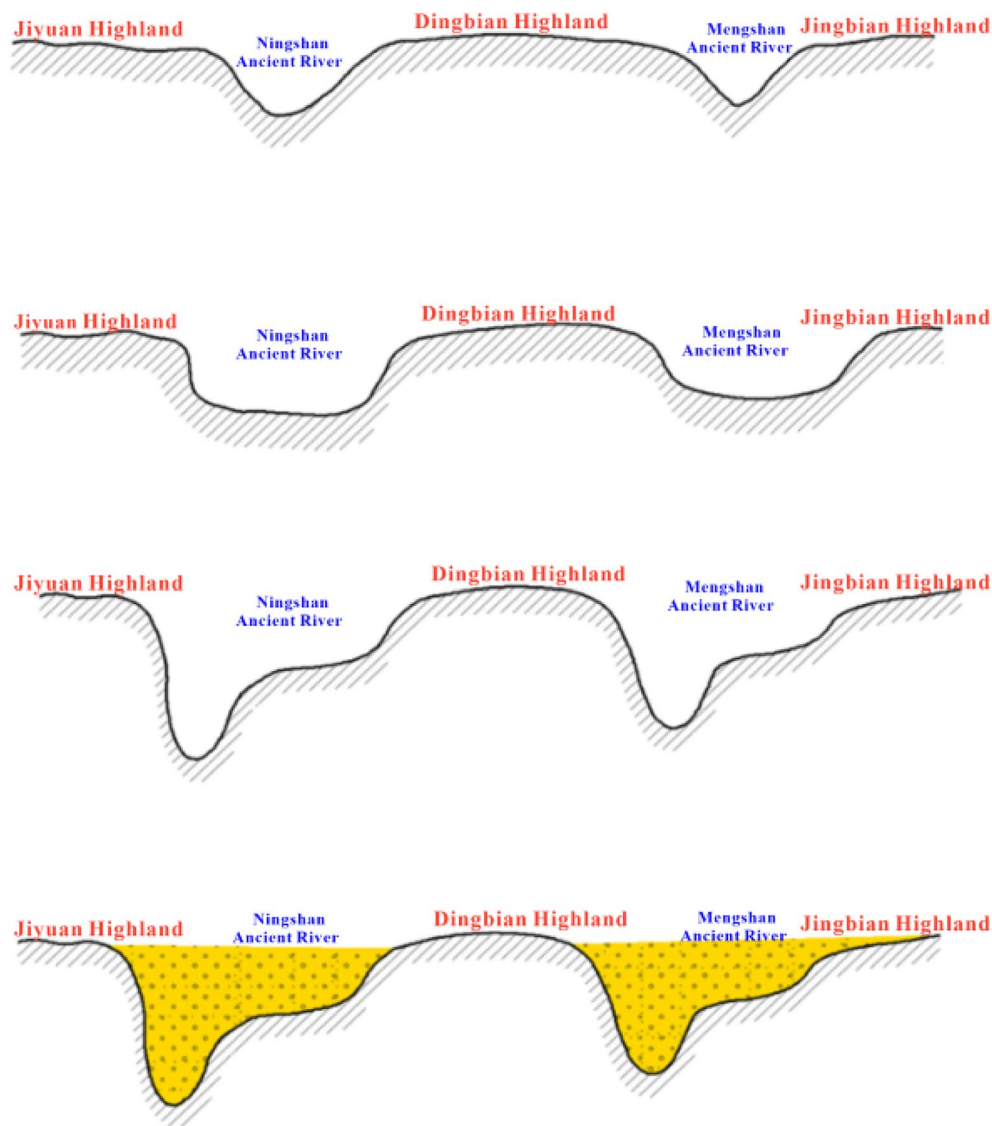 Jiyuan Highland
Ningshan
Ancient River
Dingbian Highland
Mengshan
Ancient River
Jingbian Highland
Jiyuan Highland
Ningshan
Ancient River
Dingbian Highland
Mengshan
Ancient River
Jingbian Highland
Jiyuan Highland
Ningshan
Ancient River
Dingbian Highland
Mengshan
Ancient River
Jingbian Highland
Jiyuan Highland
Ningshan
Ancient River
Dingbian Highland
Mengshan
Ancient River
Jingbian Highland